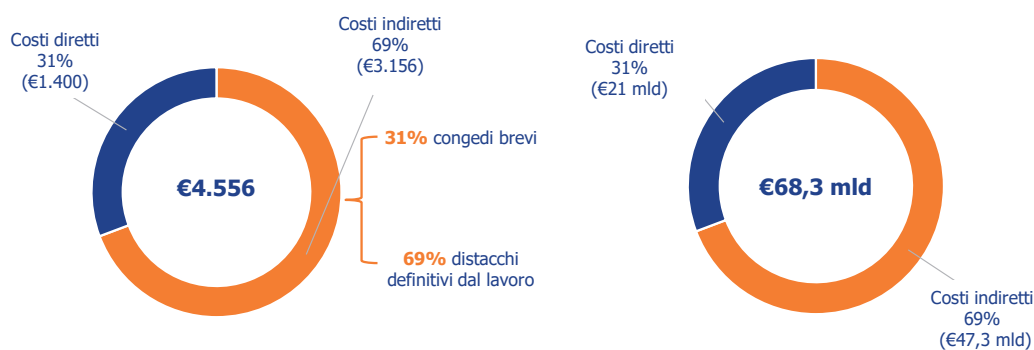 Costi diretti
31%
(€1.400)
Costi indiretti
69%
(€3.156)
€4.556
31% congedi brevi
69% distacchi
definitivi dal lavoro
Costi diretti
31%
(€21 mld)
€68,3 mld
Costi indiretti
69%
(€47,3 mld)